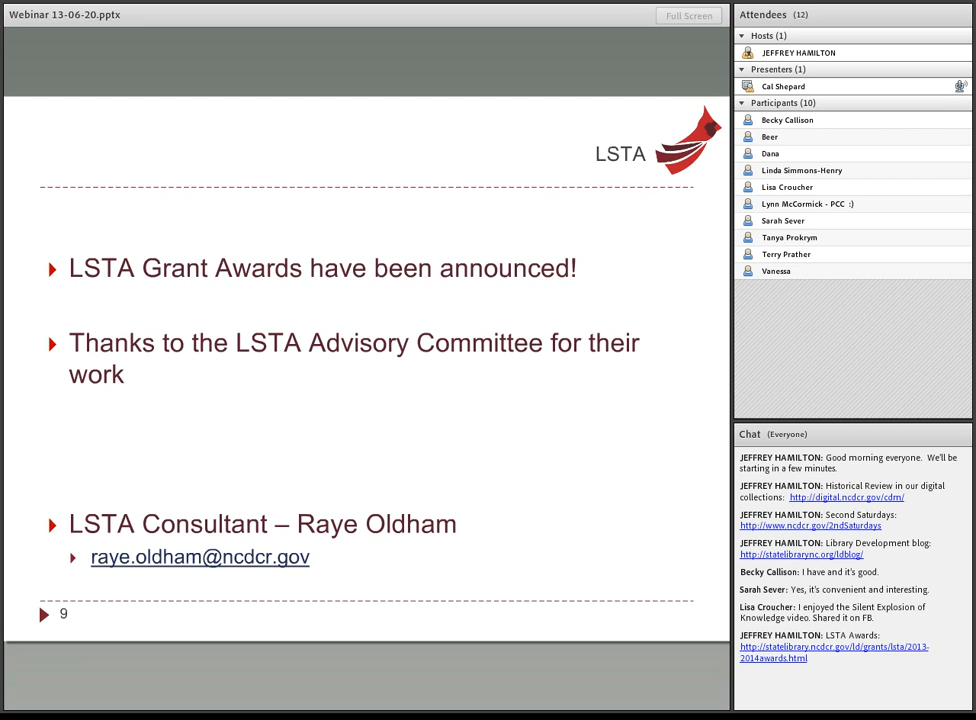 Webinar 13-06-20.pptx
Full Screen
LSTA
LSTA Grant Awards have been announced!
Thanks to the LSTA Advisory Committee for their
work
LSTA Consultant – Raye Oldham
raye.oldham@ncdcr.gov
9
Attendees (12)
Hosts (1)
JEFFREY HAMILTON
Presenters (1)
Cal Shepard
Participants (10)
Becky Callison
Beer
Dana
Linda Simmons-Henry
Lisa Croucher
Lynn McCormick - PCC :)
Sarah Sever
Tanya Prokrym
Terry Prather
Vanessa
Chat (Everyone)
JEFFREY HAMILTON: Good morning everyone. We'll be
starting in a few minutes.
JEFFREY HAMILTON: Historical Review in our digital
collections: http://digital.ncdcr.gov/cdm/
JEFFREY HAMILTON: Second Saturdays:
http://www.ncdcr.gov/2ndSaturdays
JEFFREY HAMILTON: Library Development blog:
http://statelibrarync.org/ldblog/
Becky Callison: I have and it's good.
Sarah Sever: Yes, it's convenient and interesting.
Lisa Croucher: I enjoyed the Silent Explosion of
Knowledge video. Shared it on FB.
JEFFREY HAMILTON: LSTA Awards:
http://statelibrary.ncdcr.gov/ld/grants/lsta/2013-
2014awards.html